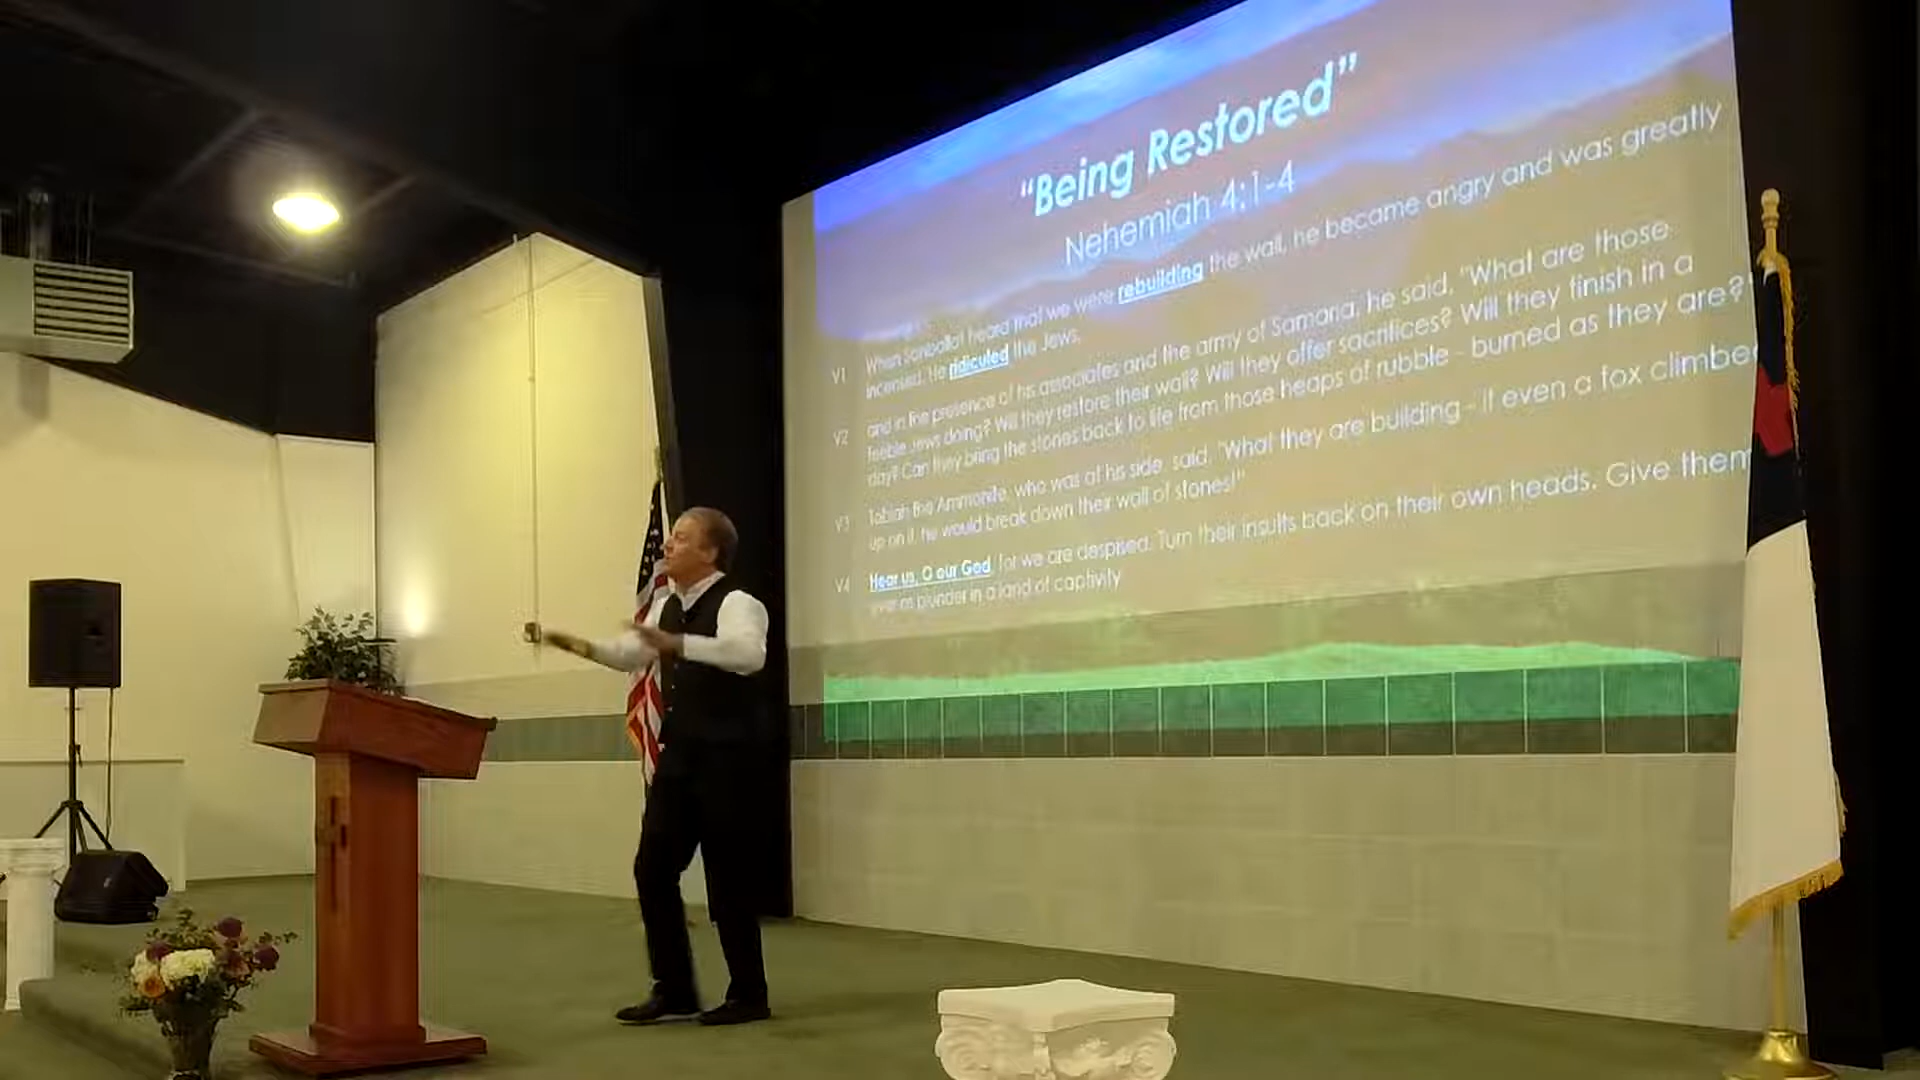 “Being Restored”
Nehemiah 4:1-4
V1 When Sanballat heard that we were rebuilding the wall, he became angry and was greatly
incensed. He ridiculed the Jews,
V2 and in the presence of his associates and the army of Samaria, he said, "What are those
feeble Jews doing? Will they restore their wall? Will they offer sacrifices? Will they finish in a
day? Can they bring the stones back to life from those heaps of rubble - burned as they are?"
V3 Tobiah the Ammonite, who was at his side, said, "What they are building - if even a fox climbed
up on it, he would break down their wall of stones!"
V4 Hear us, O our God, for we are despised. Turn their insults back on their own heads. Give them
over as plunder in a land of captivity